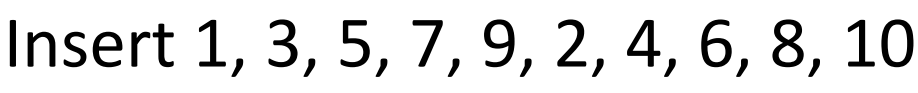 Insert 1, 3, 5, 7, 9, 2, 4, 6, 8, 10